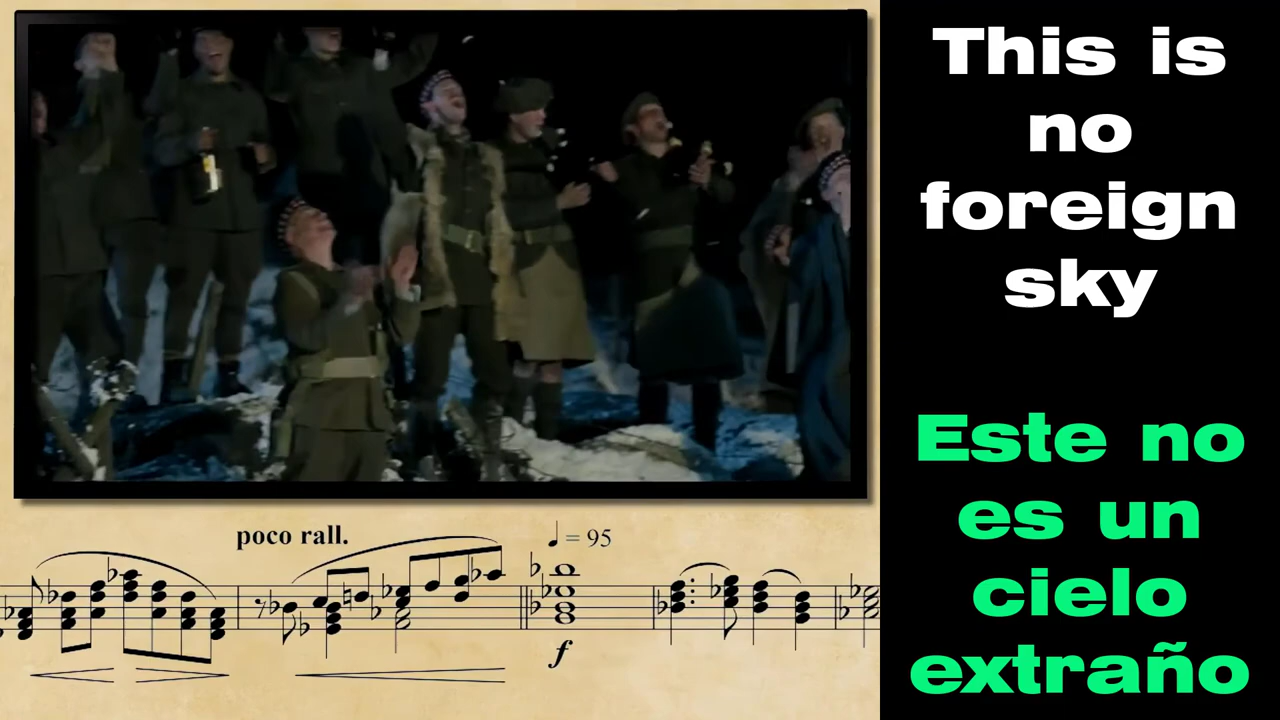 This is
no
foreign
sky
Este no
es un
cielo
extraño
poco rall.
♩ = 95
f